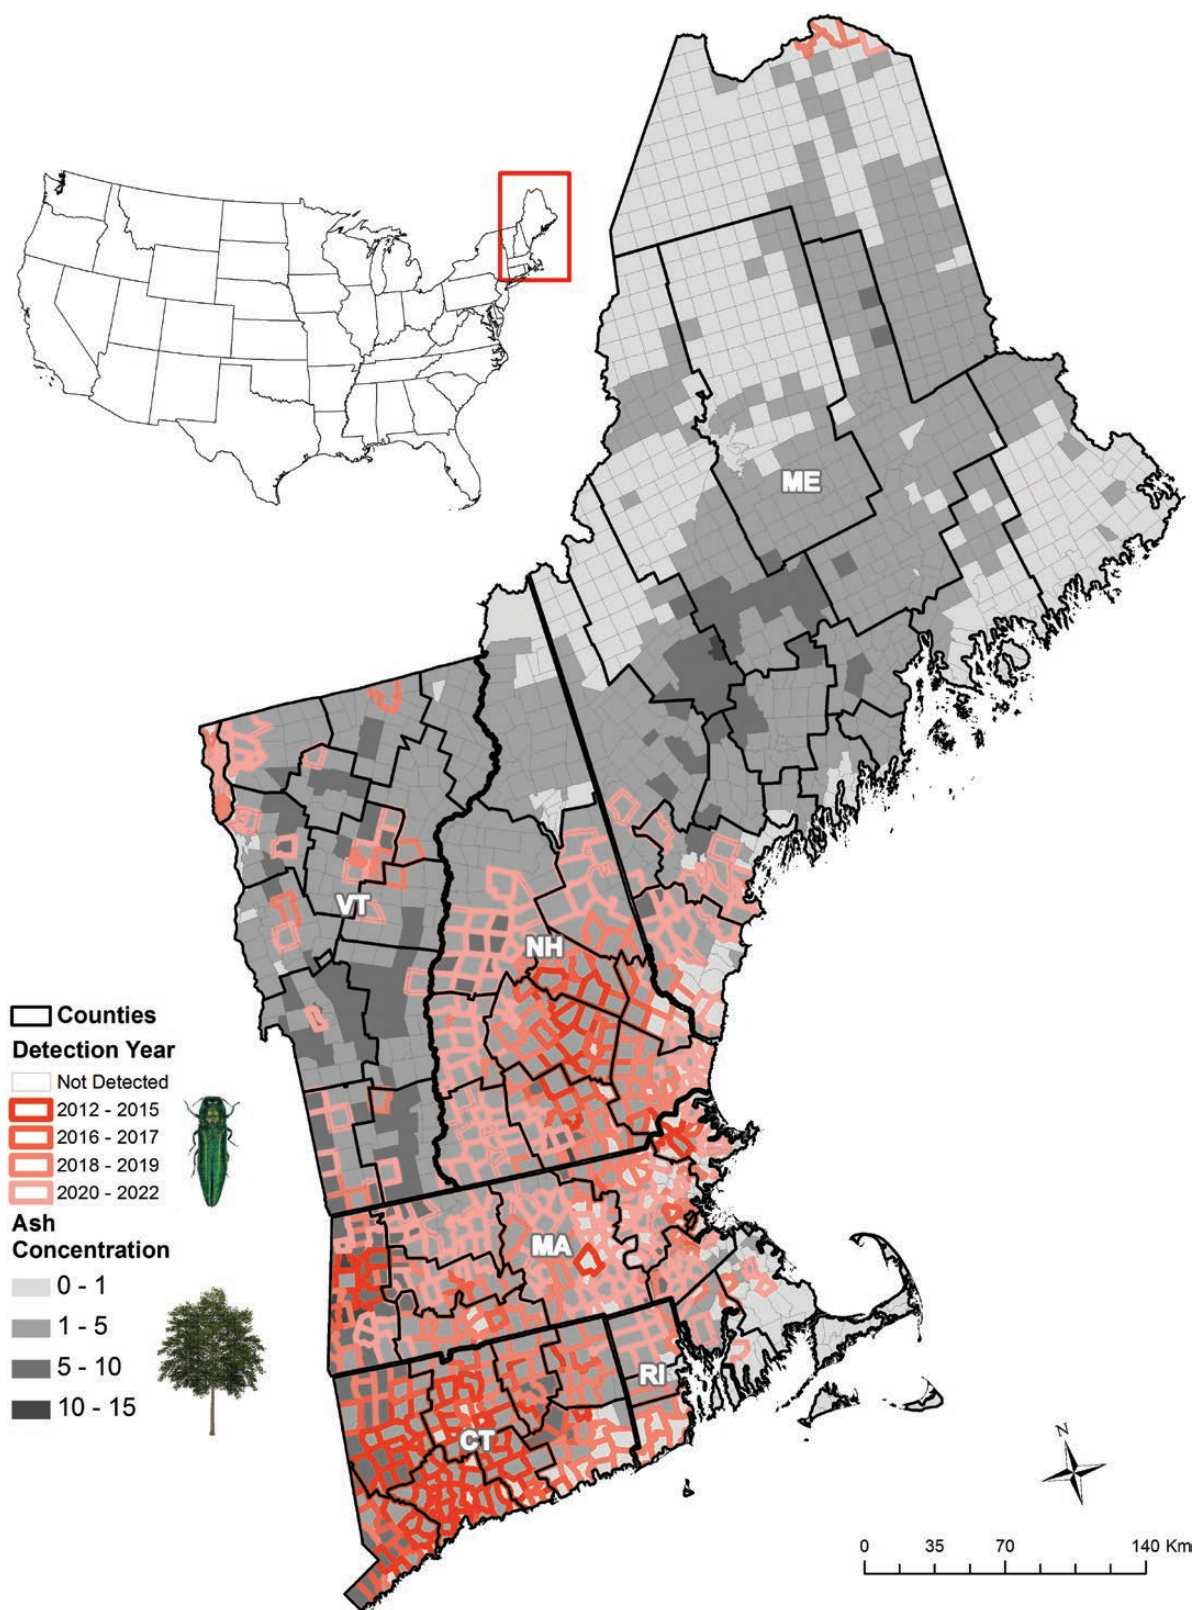 ME
VT
NH
MA
RI
CT
Counties
Detection Year
Not Detected
2012 - 2015
2016 - 2017
2018 - 2019
2020 - 2022
Ash
Concentration
0 - 1
1 - 5
5 - 10
10 - 15
N
0 35 70 140 Km